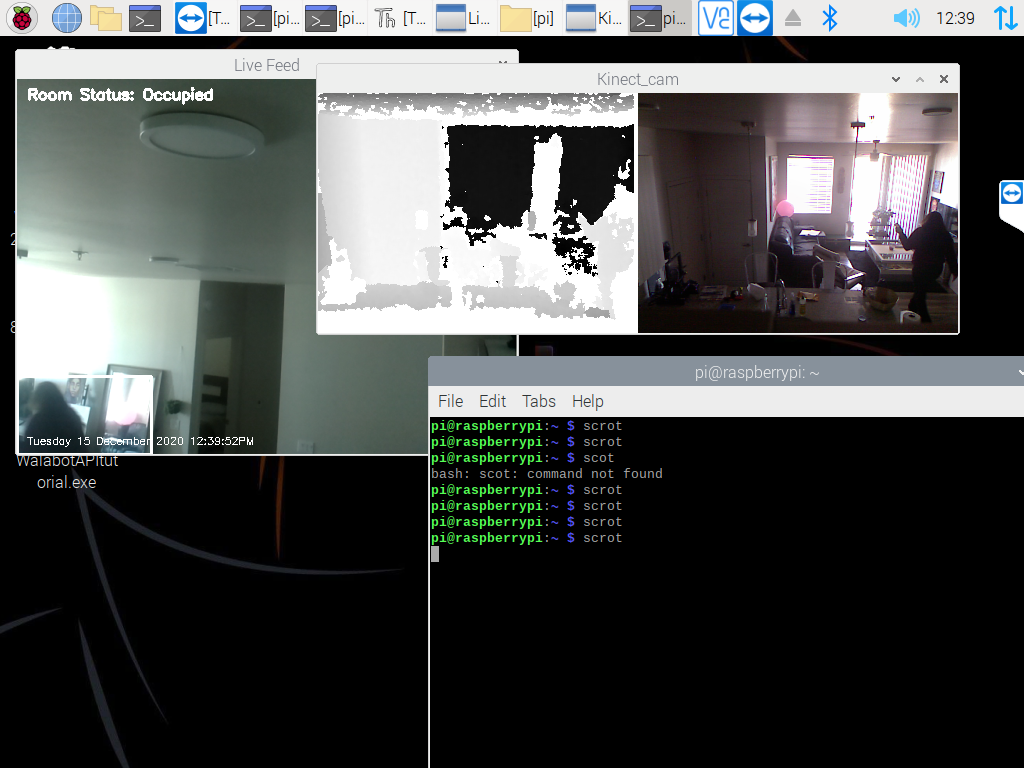 [T...
[pi...
[pi...
[T...
Li...
[pi]
Ki...
pi...
12:39
Live Feed
Room Status: Occupied
Tuesday 15 December 2020 12:39:52PM
Kinect_cam
WalabotAPItut
orial.exe
pi@raspberrypi: ~
File Edit Tabs Help
pi@raspberrypi:~ $ scrot
pi@raspberrypi:~ $ scrot
pi@raspberrypi:~ $ scot
bash: scot: command not found
pi@raspberrypi:~ $ scrot
pi@raspberrypi:~ $ scrot
pi@raspberrypi:~ $ scrot
pi@raspberrypi:~ $ scrot